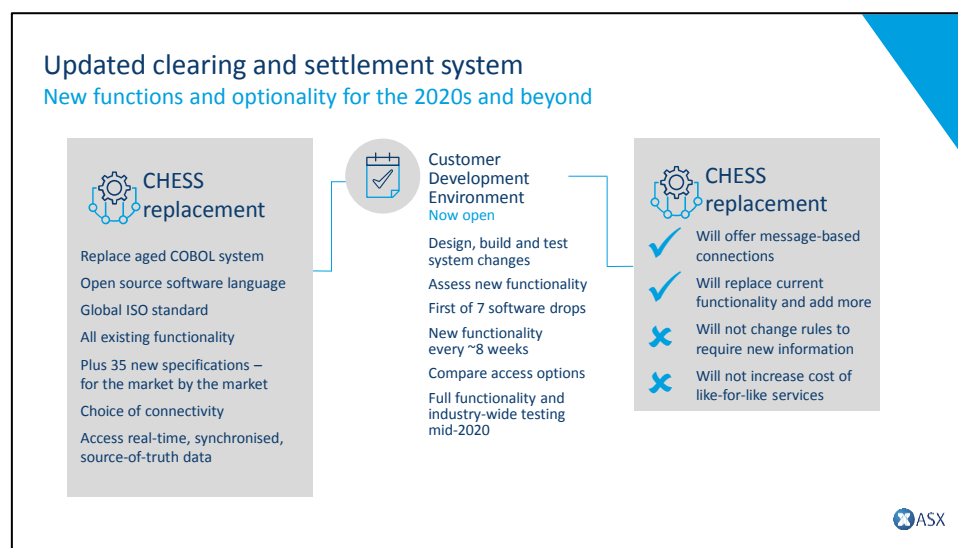 Updated clearing and settlement system
New functions and optionality for the 2020s and beyond
CHESS
replacement
Replace aged COBOL system
Open source software language
Global ISO standard
All existing functionality
Plus 35 new specifications –
for the market by the market
Choice of connectivity
Access real-time, synchronised,
source-of-truth data
Customer
Development
Environment
Now open
Design, build and test
system changes
Assess new functionality
First of 7 software drops
New functionality
every ~8 weeks
Compare access options
Full functionality and
industry-wide testing
mid-2020
CHESS
replacement
Will offer message-based
connections
Will replace current
functionality and add more
Will not change rules to
require new information
Will not increase cost of
like-for-like services
ASX